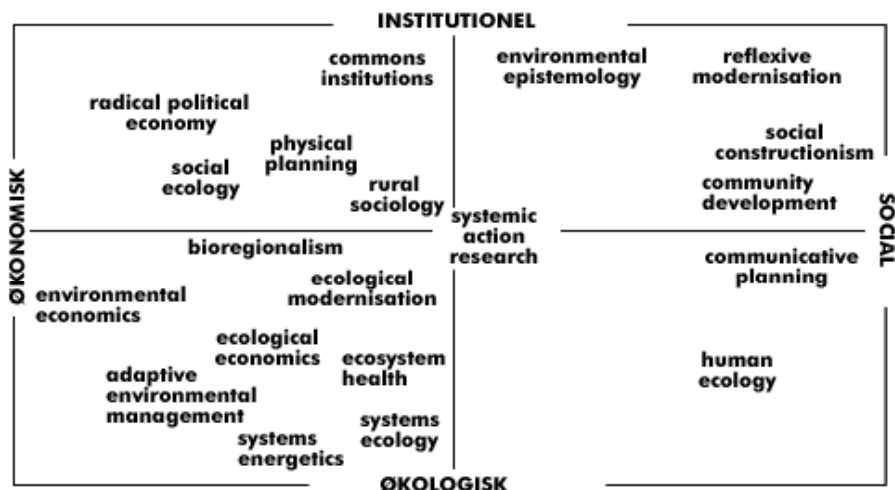 INSTITUTIONEL
commons
institutions
environmental
epistemology
reflexive
modernisation
radical political
economy
physical
planning
social
constructionism
social
ecology
rural
sociology
community
development
ØKONOMISK
SOCIAL
systemic
action
research
bioregionalism
communicative
planning
ecological
modernisation
environmental
economics
ecological
economics
ecosystem
health
human
ecology
adaptive
environmental
management
systems
ecology
systems
energetics
ØKOLOGISK